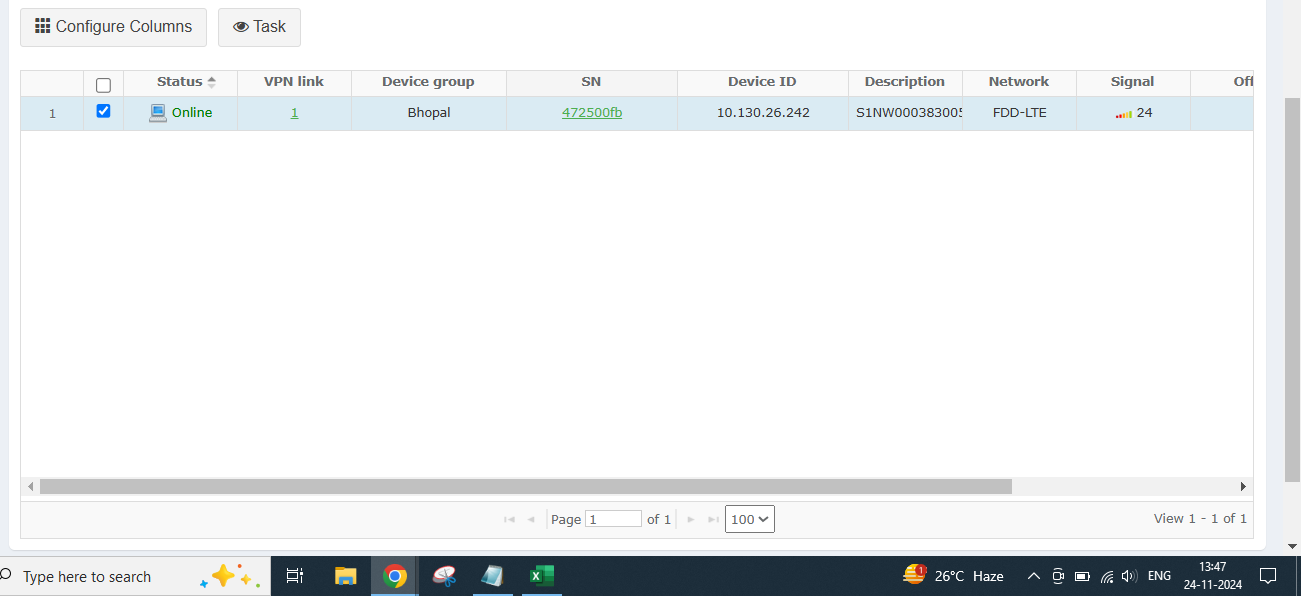 Configure Columns Task
Status VPN link Device group SN Device ID Description Network Signal Off
1 Online 1 Bhopal 472500fb 10.130.26.242 S1NW000383005 FDD-LTE 24
Page 1 of 1 100 View 1 - 1 of 1
Type here to search 1 26°C Haze ENG 13:47
24-11-2024